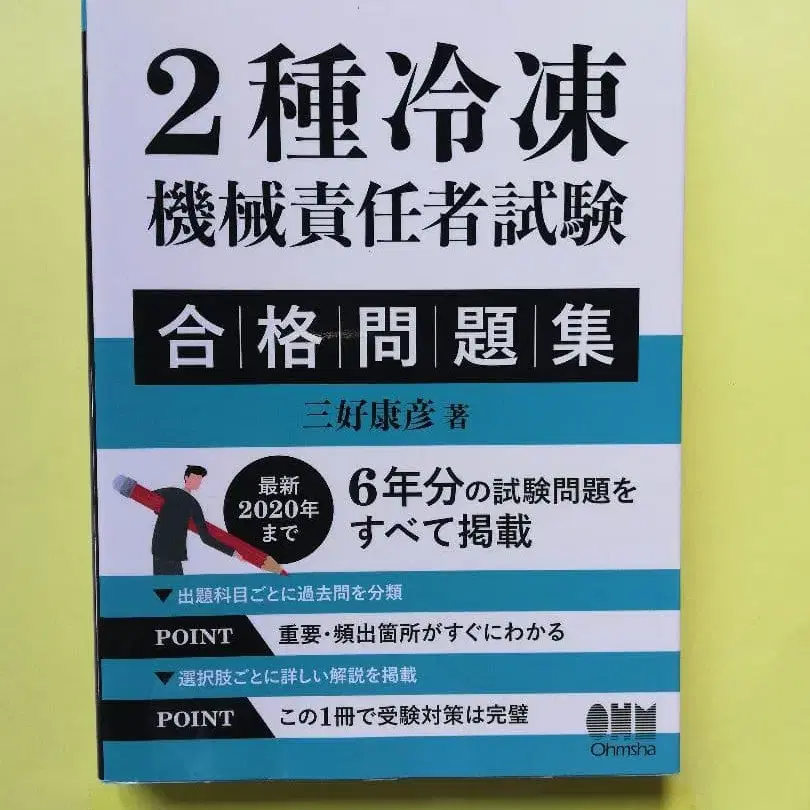 2種冷凍
機械責任者試験
合格問題集
三好康彦 著
最新
2020年
まで
6年分の試験問題を
すべて掲載
▼出題科目ごとに過去問を分類
POINT 重要・頻出箇所がすぐにわかる
▼選択肢ごとに詳しい解説を掲載
POINT この1冊で受験対策は完璧
OHM
Ohmsha